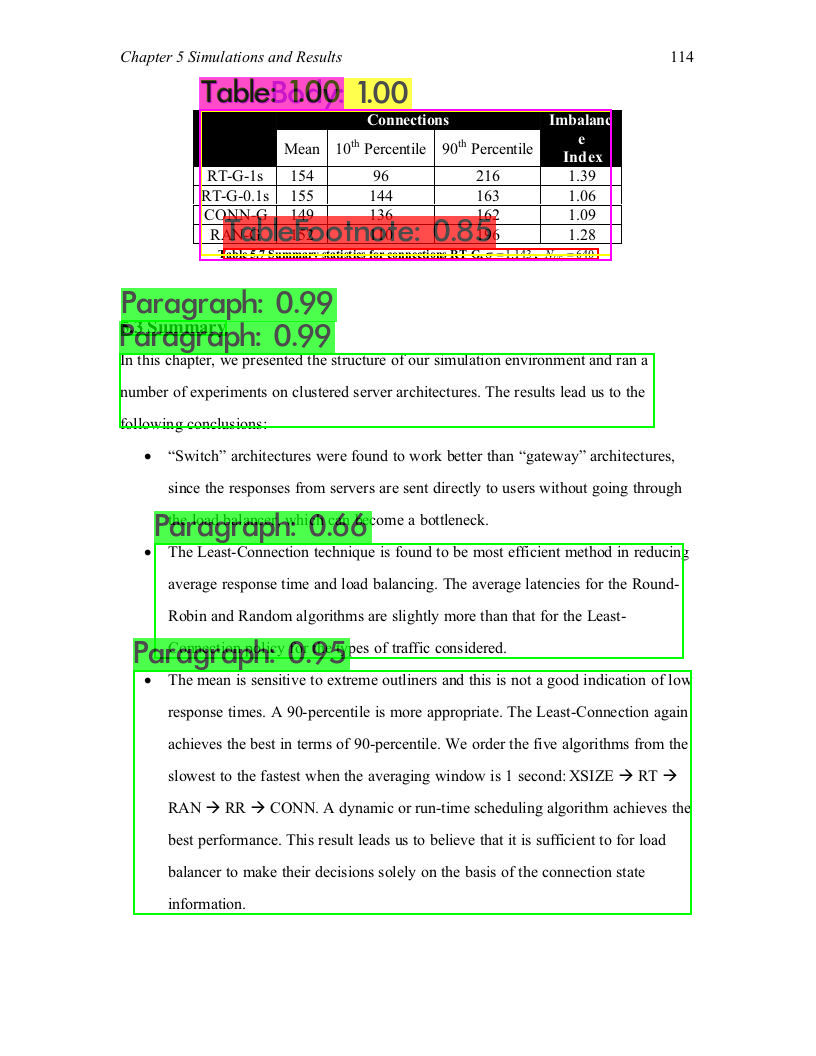 Chapter 5 Simulations and Results 114
Table: 1.00 1.00
Connections Imbalanc
e
Index
Mean 10th Percentile 90th Percentile
RT-G-1s 154 96 216 1.39
RT-G-0.1s 155 144 163 1.06
CONN-G 149 136 162 1.09
TableFootnote: 0.85
RAN-G 1.28
Table 5.7 Summary statistics for connections RT-G
Paragraph: 0.99
Summary
Paragraph: 0.99
In this chapter, we presented the structure of our simulation environment and ran a
number of experiments on clustered server architectures. The results lead us to the
following conclusions:
• “Switch” architectures were found to work better than “gateway” architectures,
since the responses from servers are sent directly to users without going through
the load balancer, which can become a bottleneck.
Paragraph: 0.66
• The Least-Connection technique is found to be most efficient method in reducing
average response time and load balancing. The average latencies for the Round-
Robin and Random algorithms are slightly more than that for the Least-
Connection policy for the types of traffic considered.
Paragraph: 0.95
• The mean is sensitive to extreme outliners and this is not a good indication of low
response times. A 90-percentile is more appropriate. The Least-Connection again
achieves the best in terms of 90-percentile. We order the five algorithms from the
slowest to the fastest when the averaging window is 1 second: XSIZE → RT →
RAN → RR → CONN. A dynamic or run-time scheduling algorithm achieves the
best performance. This result leads us to believe that it is sufficient to for load
balancer to make their decisions solely on the basis of the connection state
information.